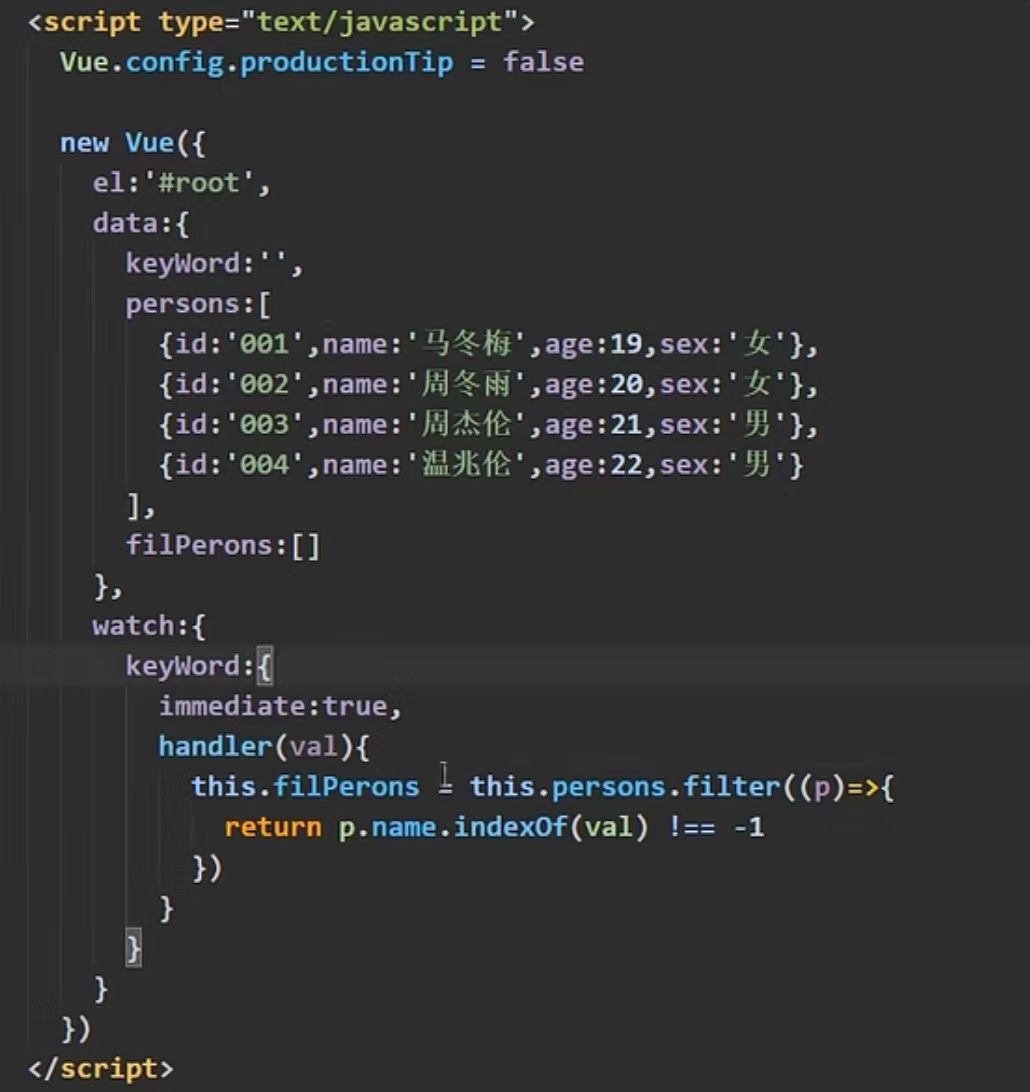 <script type="text/javascript">
Vue.config.productionTip = false
new Vue({
el:'#root',
data:{
keyWord:'',
persons:[
{id:'001',name:'马冬梅',age:19,sex:'女'},
{id:'002',name:'周冬雨',age:20,sex:'女'},
{id:'003',name:'周杰伦',age:21,sex:'男'},
{id:'004',name:'温兆伦',age:22,sex:'男'}
],
filPerons:[]
},
watch:{
keyWord:{
immediate:true,
handler(val){
this.filPerons = this.persons.filter((p)=>{
return p.name.indexOf(val) !== -1
})
}
}
}
})
</script>